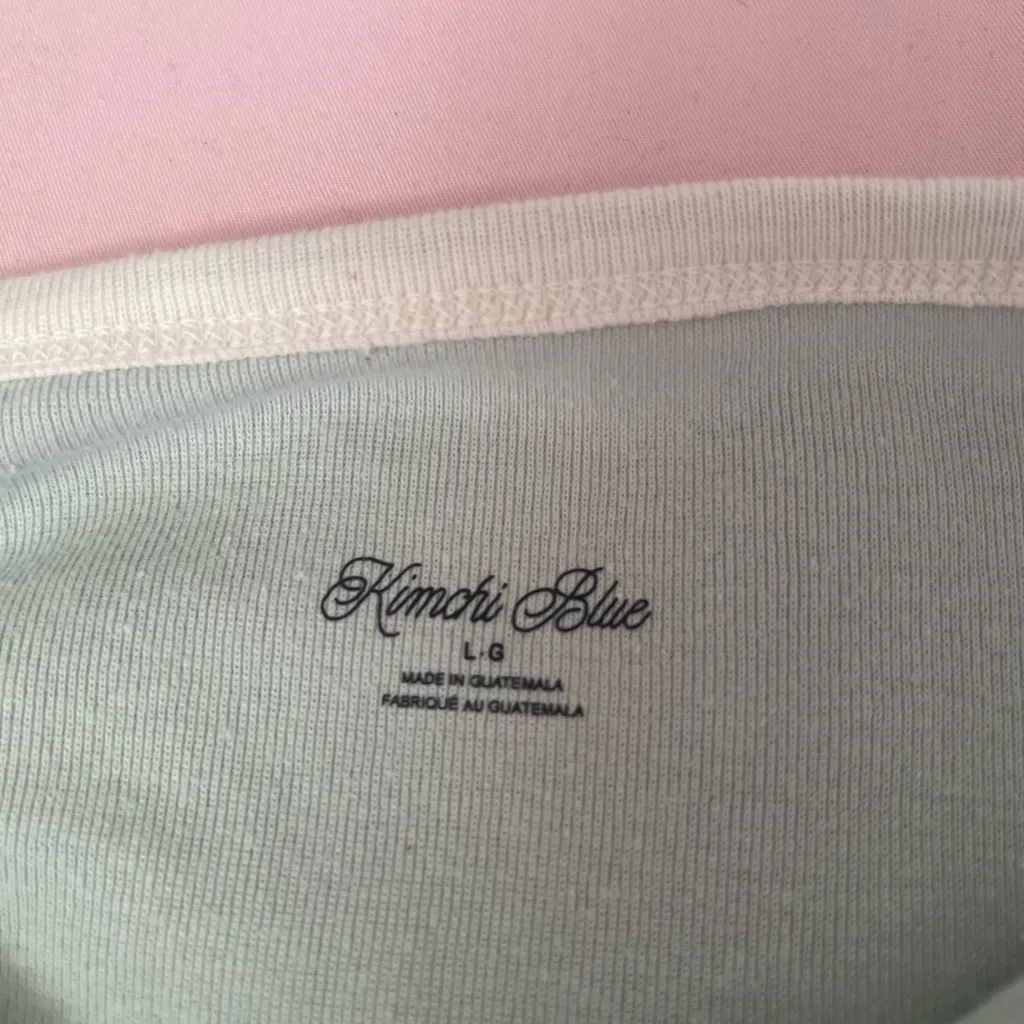 Kimchi Blue
L·G
MADE IN GUATEMALA
FABRIQUÉ AU GUATEMALA